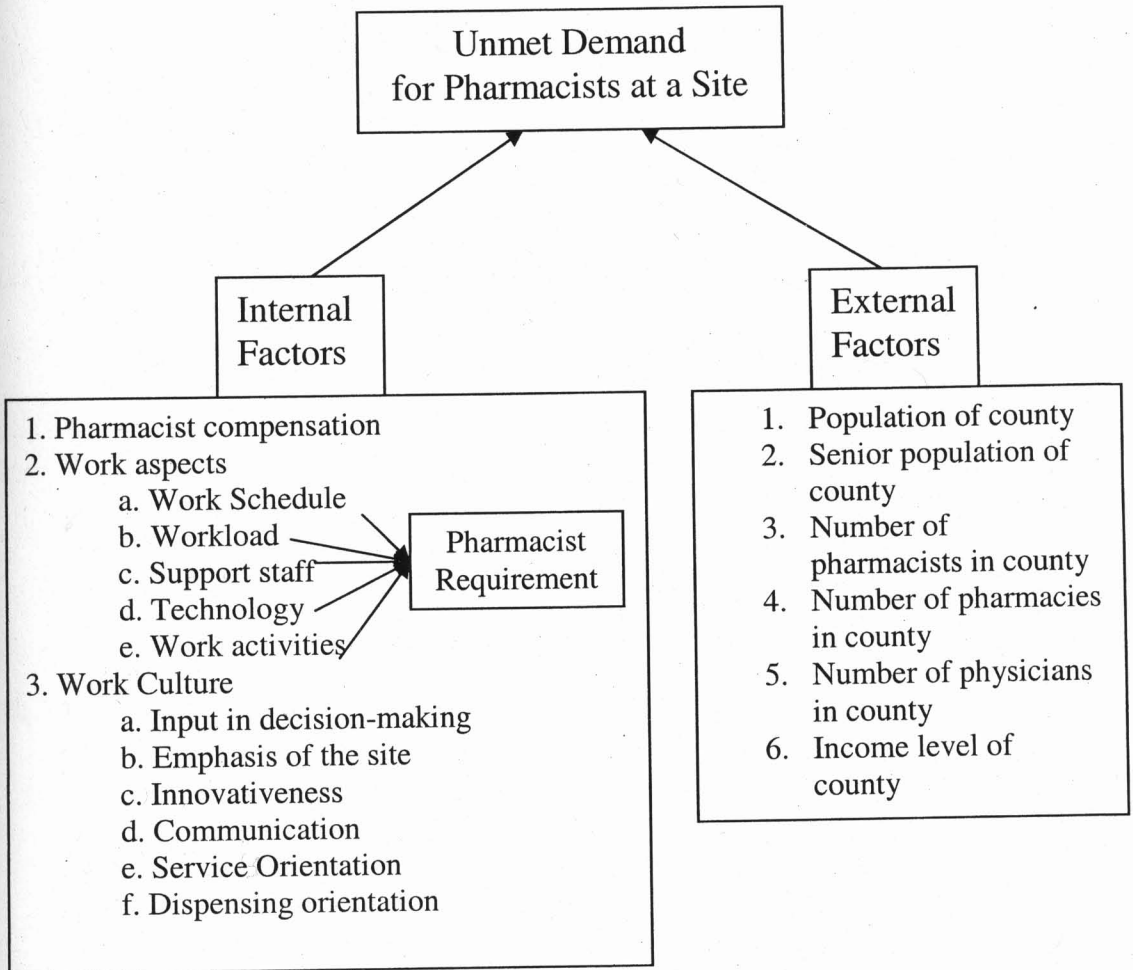 Unmet Demand
for Pharmacists at a Site
Internal
Factors
1. Pharmacist compensation
2. Work aspects
a. Work Schedule
b. Workload
c. Support staff
d. Technology
e. Work activities
Pharmacist
Requirement
3. Work Culture
a. Input in decision-making
b. Emphasis of the site
c. Innovativeness
d. Communication
e. Service Orientation
f. Dispensing orientation
External
Factors
1. Population of county
2. Senior population of
county
3. Number of
pharmacists in county
4. Number of pharmacies
in county
5. Number of physicians
in county
6. Income level of
county